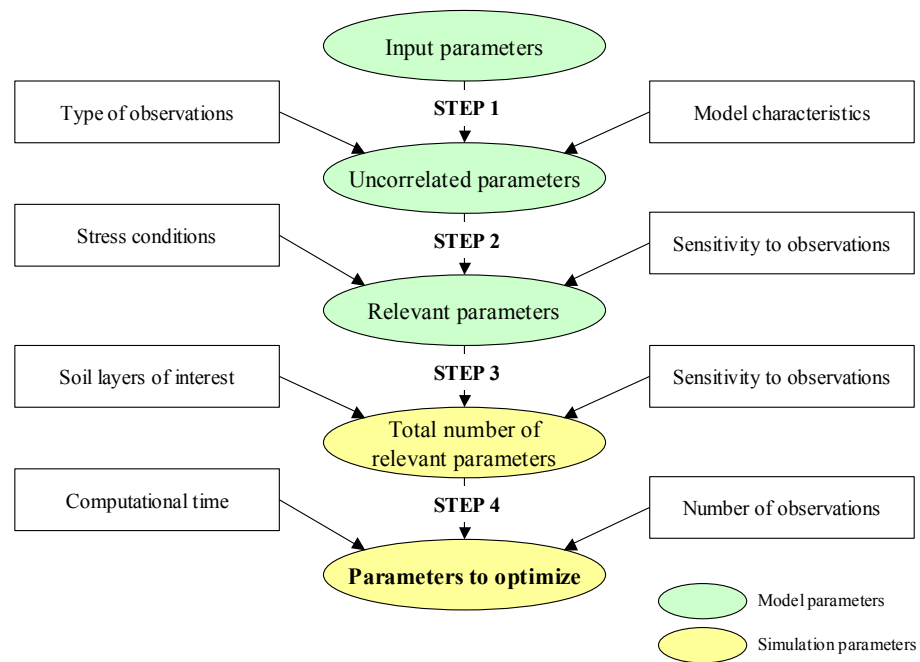 Input parameters
STEP 1
Type of observations
Model characteristics
Uncorrelated parameters
STEP 2
Stress conditions
Sensitivity to observations
Relevant parameters
STEP 3
Soil layers of interest
Sensitivity to observations
Total number of
relevant parameters
STEP 4
Computational time
Number of observations
Parameters to optimize
Model parameters
Simulation parameters